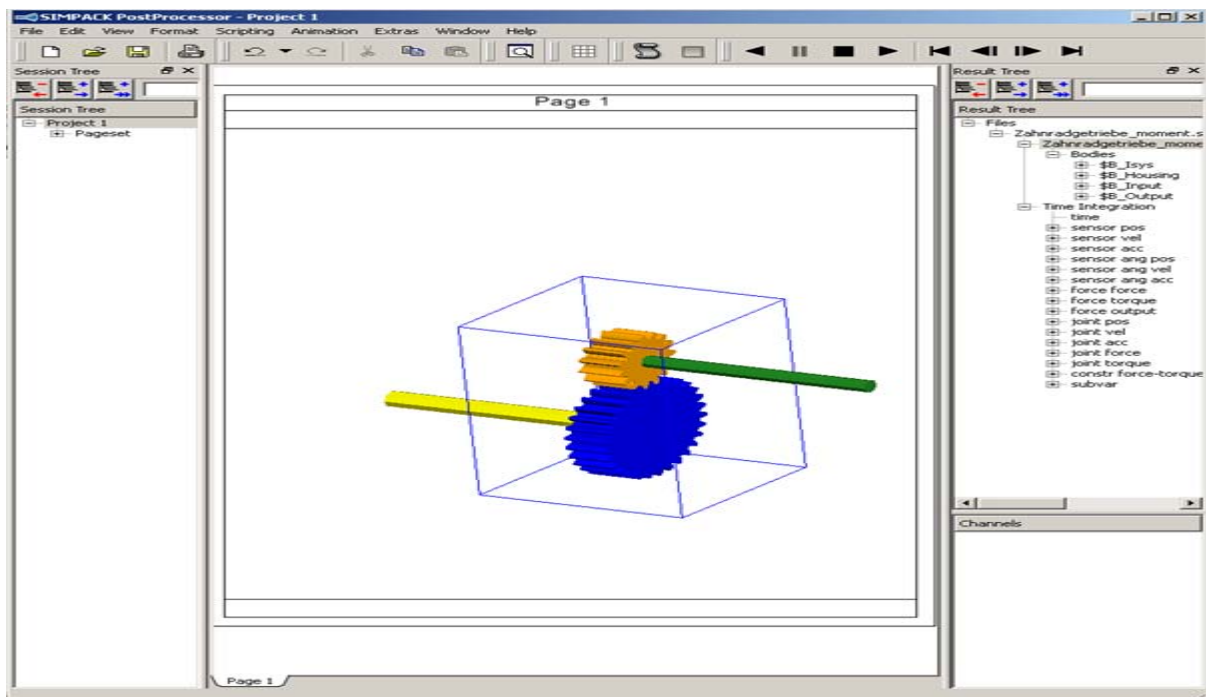 SIMPACK PostProcessor - Project 1
File Edit View Format Scripting Animation Extras Window Help
Session Tree
Session Tree
Project 1
Pageset
Page 1
Page 1
Result Tree
Result Tree
Files
Zahnradgetriebe_moment.s
Zahnradgetriebe_mome
Bodies
$B_Isys
$B_Housing
$B_Input
$B_Output
Time Integration
time
sensor pos
sensor vel
sensor acc
sensor ang pos
sensor ang vel
sensor ang acc
force force
force torque
force output
joint pos
joint vel
joint acc
joint force
joint torque
constr force-torque
subvar
Channels